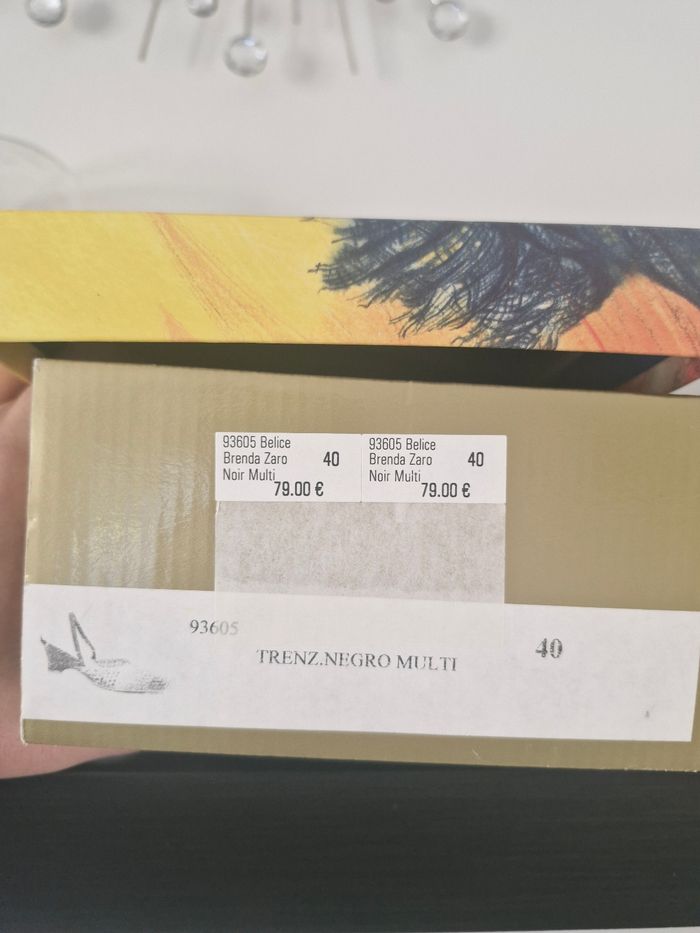 93605 Belice
Brenda Zaro 40
Noir Multi
79.00 €
93605 Belice
Brenda Zaro 40
Noir Multi
79.00 €
93605
TRENZ.NEGRO MULTI
40